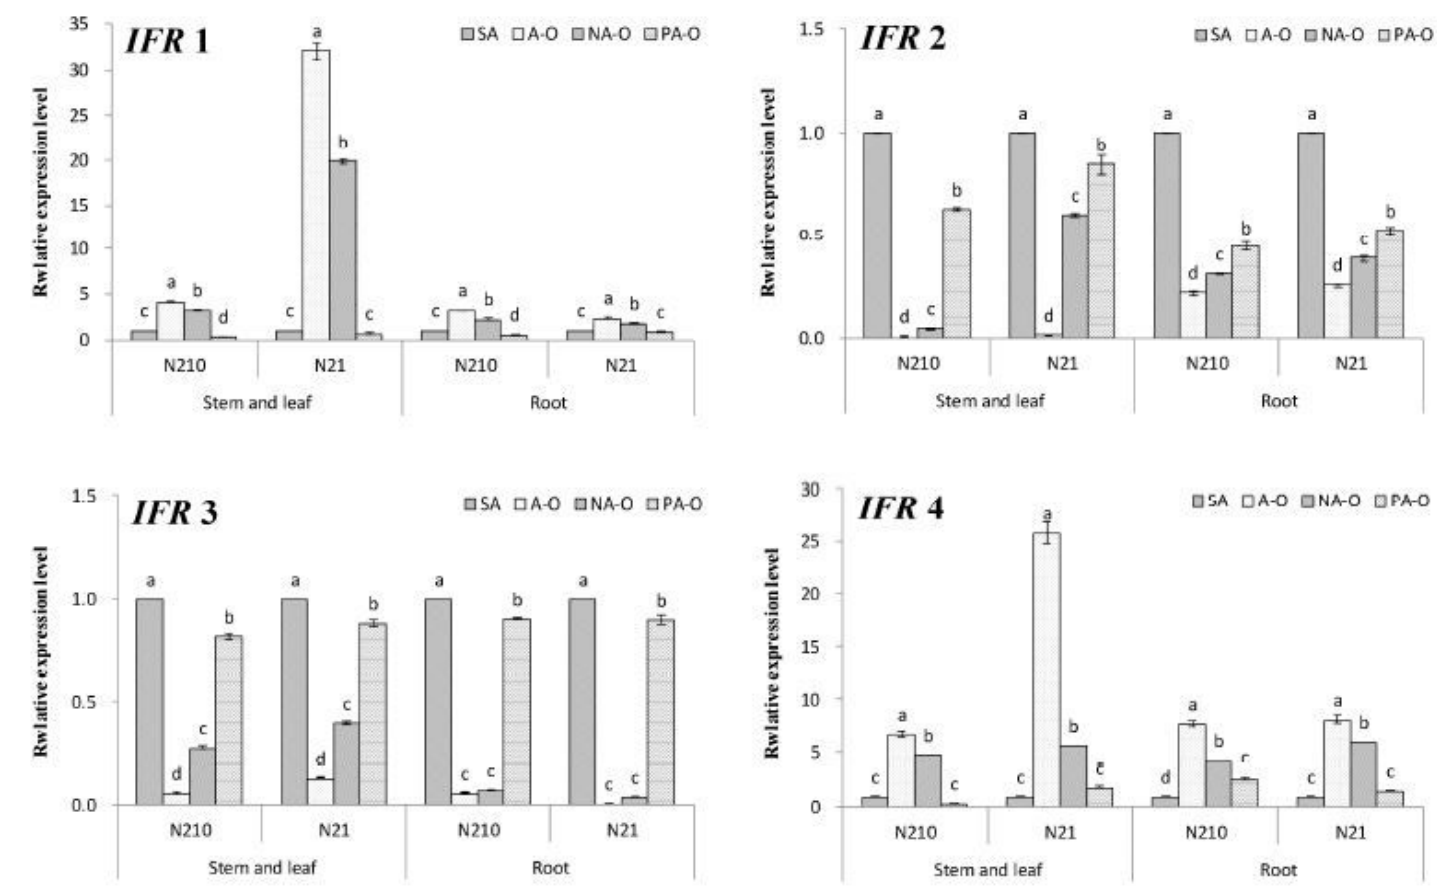 IFR 1
SA A-O NA-O PA-O
Rwlative expression level
35
30
25
20
15
10
5
0
c a b d
c a b c
c a b d
c a b c
N210 N21 N210 N21
Stem and leaf Root
IFR 2
SA A-O NA-O PA-O
Rwlative expression level
1.5
1.0
0.5
0.0
a d c b
a d c b
a d c b
a d c b
N210 N21 N210 N21
Stem and leaf Root
IFR 3
SA A-O NA-O PA-O
Rwlative expression level
1.5
1.0
0.5
0.0
a d c b
a d c b
a c c b
a c c b
N210 N21 N210 N21
Stem and leaf Root
IFR 4
SA A-O NA-O PA-O
Rwlative expression level
30
25
20
15
10
5
0
c a b c
c a b
d a b c
c a b c
N210 N21 N210 N21
Stem and leaf Root